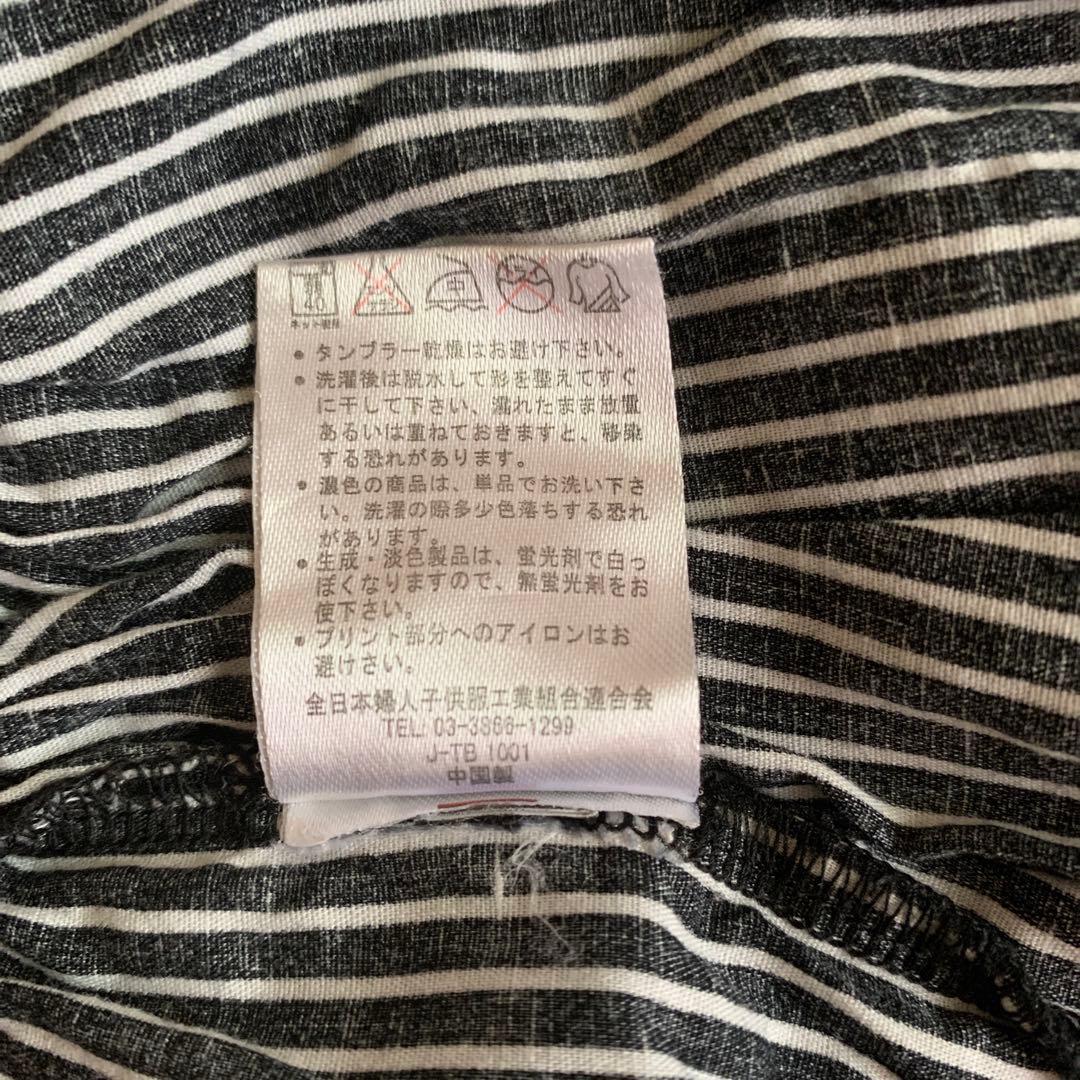 40
ネット使用
● タンブラー乾燥はお避け下さい。
● 洗濯後は脱水して形を整えてすぐ
に干して下さい、濡れたまま放置
あるいは重ねておきますと、移染
する恐れがあります。
● 濃色の商品は、単品でお洗い下さ
い。洗濯の際多少色落ちする恐れ
があります。
● 生成・淡色製品は、蛍光剤で白っ
ぽくなりますので、無蛍光剤をお
使下さい。
● プリント部分へのアイロンはお
避けさい。
全日本婦人子供服工業組合連合会
TEL: 03-3866-1299
J-TB 1001
中国製